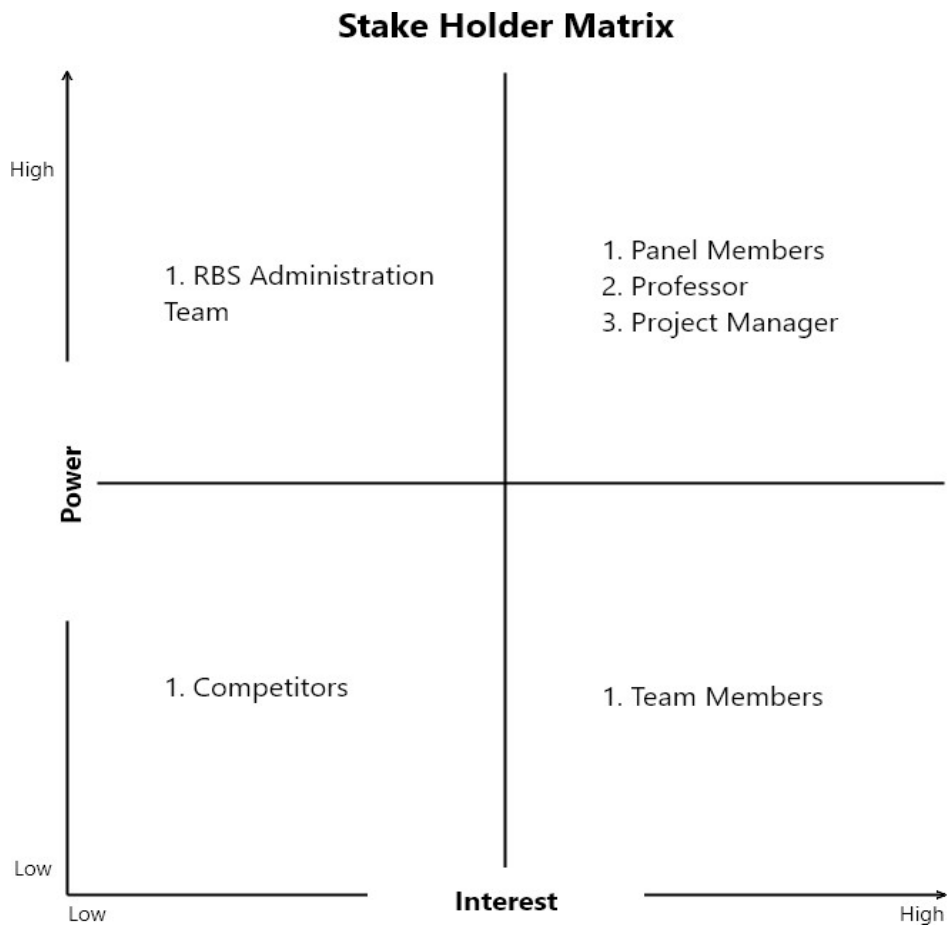 Stake Holder Matrix
High
1. RBS Administration
Team
1. Panel Members
2. Professor
3. Project Manager
Power
1. Competitors
1. Team Members
Low
Low
Interest
High